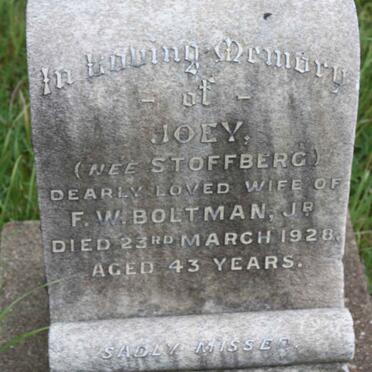 In Loving Memory
- of -
JOEY,
(NEE STOFFBERG)
DEARLY LOVED WIFE OF
F.W. BOLTMAN, JR
DIED 23RD MARCH 1928.
AGED 43 YEARS.
SADLY MISSED.